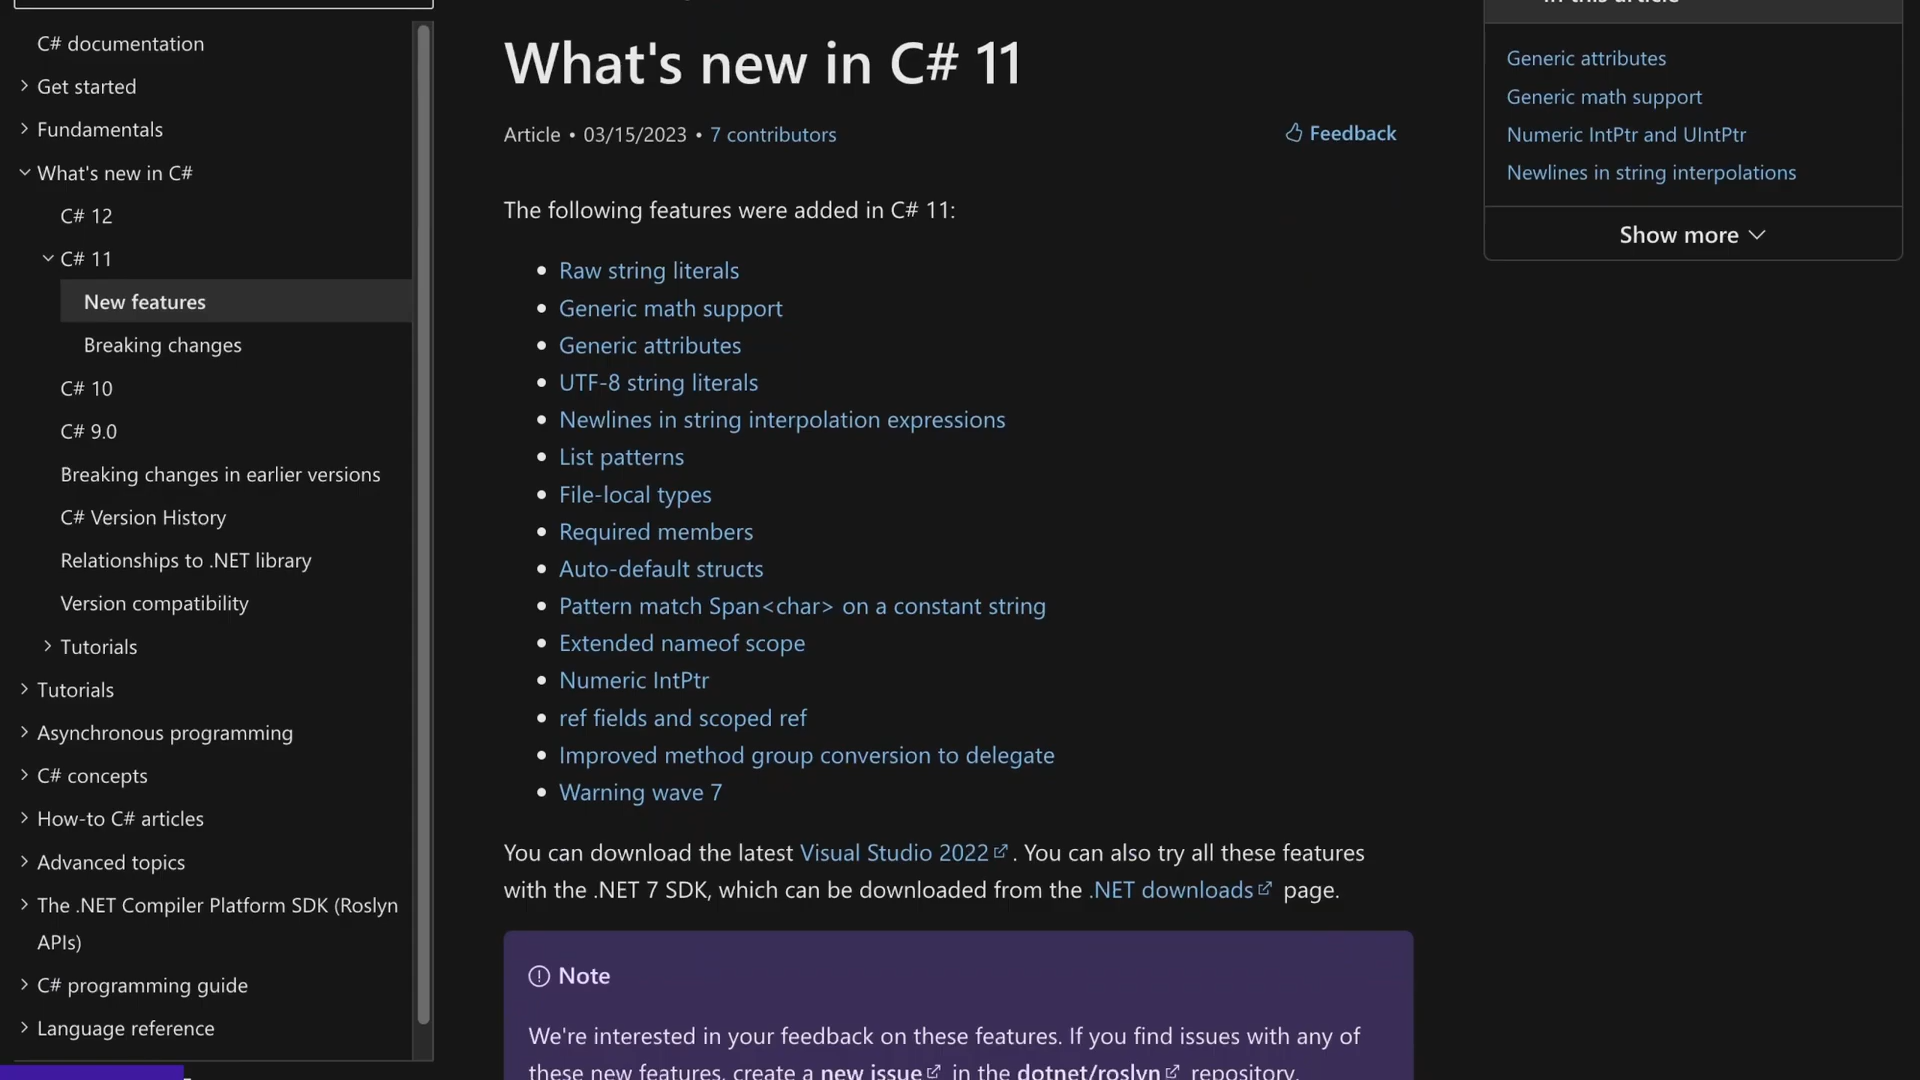 C# documentation
Get started
Fundamentals
What's new in C#
C# 12
C# 11
New features
Breaking changes
C# 10
C# 9.0
Breaking changes in earlier versions
C# Version History
Relationships to .NET library
Version compatibility
Tutorials
Tutorials
Asynchronous programming
C# concepts
How-to C# articles
Advanced topics
The .NET Compiler Platform SDK (Roslyn
APIs)
C# programming guide
Language reference
What's new in C# 11
Article • 03/15/2023 • 7 contributors
Feedback
The following features were added in C# 11:
• Raw string literals
• Generic math support
• Generic attributes
• UTF-8 string literals
• Newlines in string interpolation expressions
• List patterns
• File-local types
• Required members
• Auto-default structs
• Pattern match Span<char> on a constant string
• Extended nameof scope
• Numeric IntPtr
• ref fields and scoped ref
• Improved method group conversion to delegate
• Warning wave 7
You can download the latest Visual Studio 2022. You can also try all these features
with the .NET 7 SDK, which can be downloaded from the .NET downloads page.
Note
We're interested in your feedback on these features. If you find issues with any of
these new features, create a new issue in the dotnet/roslyn repository.
In this article
Generic attributes
Generic math support
Numeric IntPtr and UIntPtr
Newlines in string interpolations
Show more